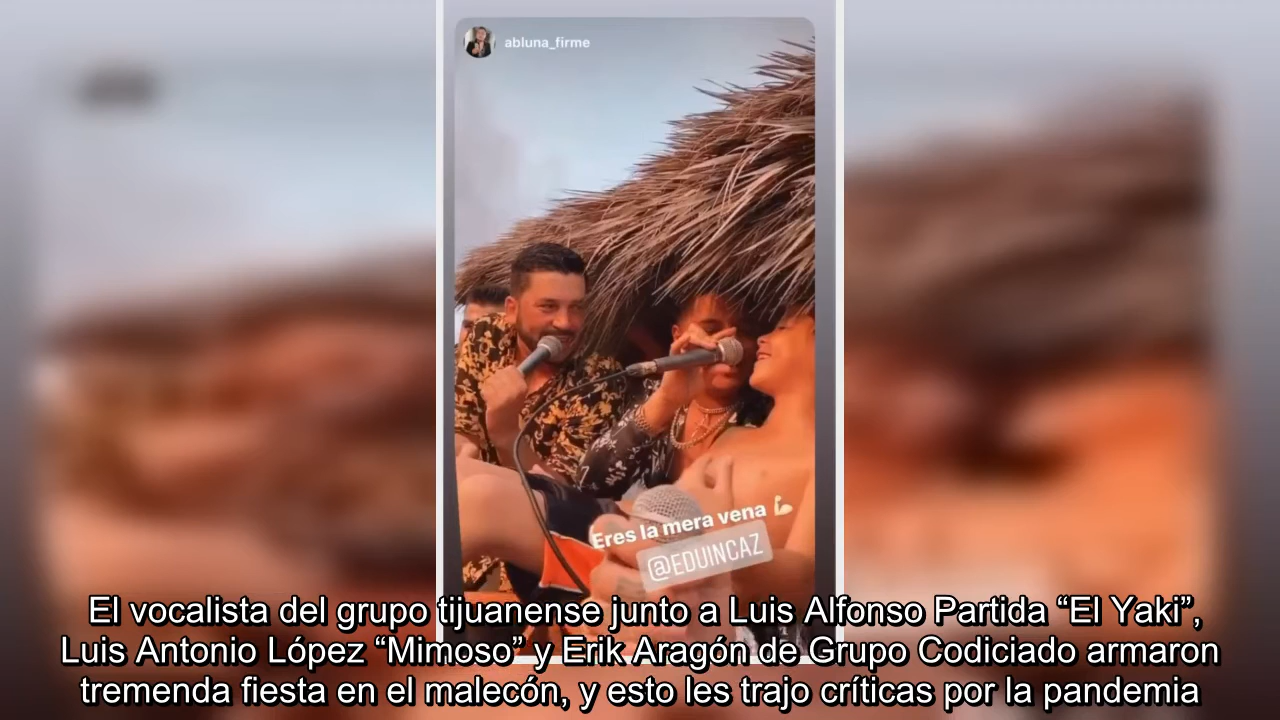 abluna_firme
Eres la mera vena 💪
@EDUINCAZ
El vocalista del grupo tijuanense junto a Luis Alfonso Partida “El Yaki”,
Luis Antonio López “Mimoso” y Erik Aragón de Grupo Codiciado armaron
tremenda fiesta en el malecón, y esto les trajo críticas por la pandemia